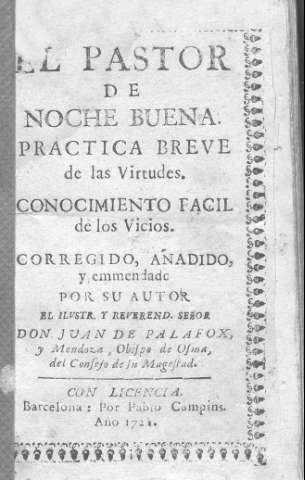 EL PASTOR
DE
NOCHE BUENA.
PRACTICA BREVE
de las Virtudes.
CONOCIMIENTO FACIL
de los Vicios.
CORREGIDO, AÑADIDO,
y emmendado
POR SU AUTOR
EL ILUSTR. Y REVEREND. SEÑOR
DON JUAN DE PALAFOX,
y Mendoza, Obispo de Osma,
del Consejo de su Magestad.
CON LICENCIA.
Barcelona: Por Pablo Campins.
Año 1721.